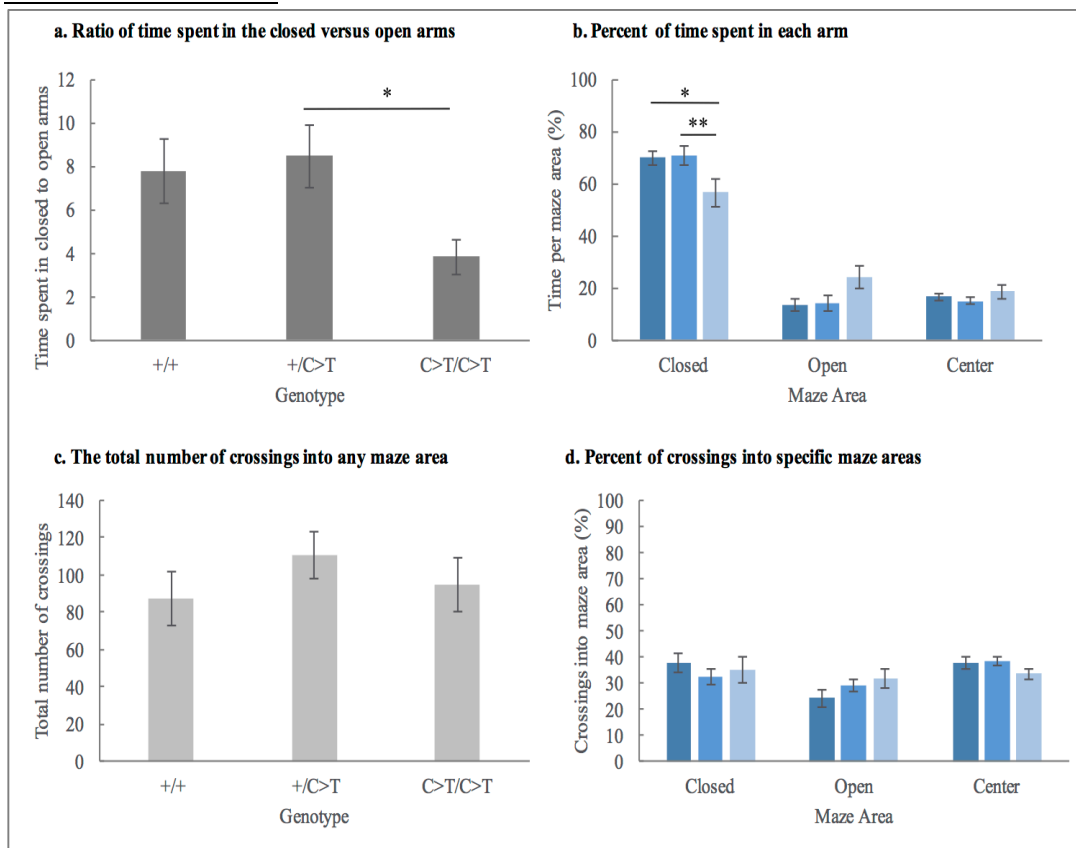 a. Ratio of time spent in the closed versus open arms
Time spent in closed to open arms
12
10
8
6
4
2
0
*
+/+
+/C>T
C>T/C>T
Genotype
b. Percent of time spent in each arm
Time per maze area (%)
100
80
60
40
20
0
*
**
Closed
Open
Center
Maze Area
c. The total number of crossings into any maze area
Total number of crossings
140
120
100
80
60
40
20
0
+/+
+/C>T
C>T/C>T
Genotype
d. Percent of crossings into specific maze areas
Crossings into maze area (%)
100
90
80
70
60
50
40
30
20
10
0
Closed
Open
Center
Maze Area